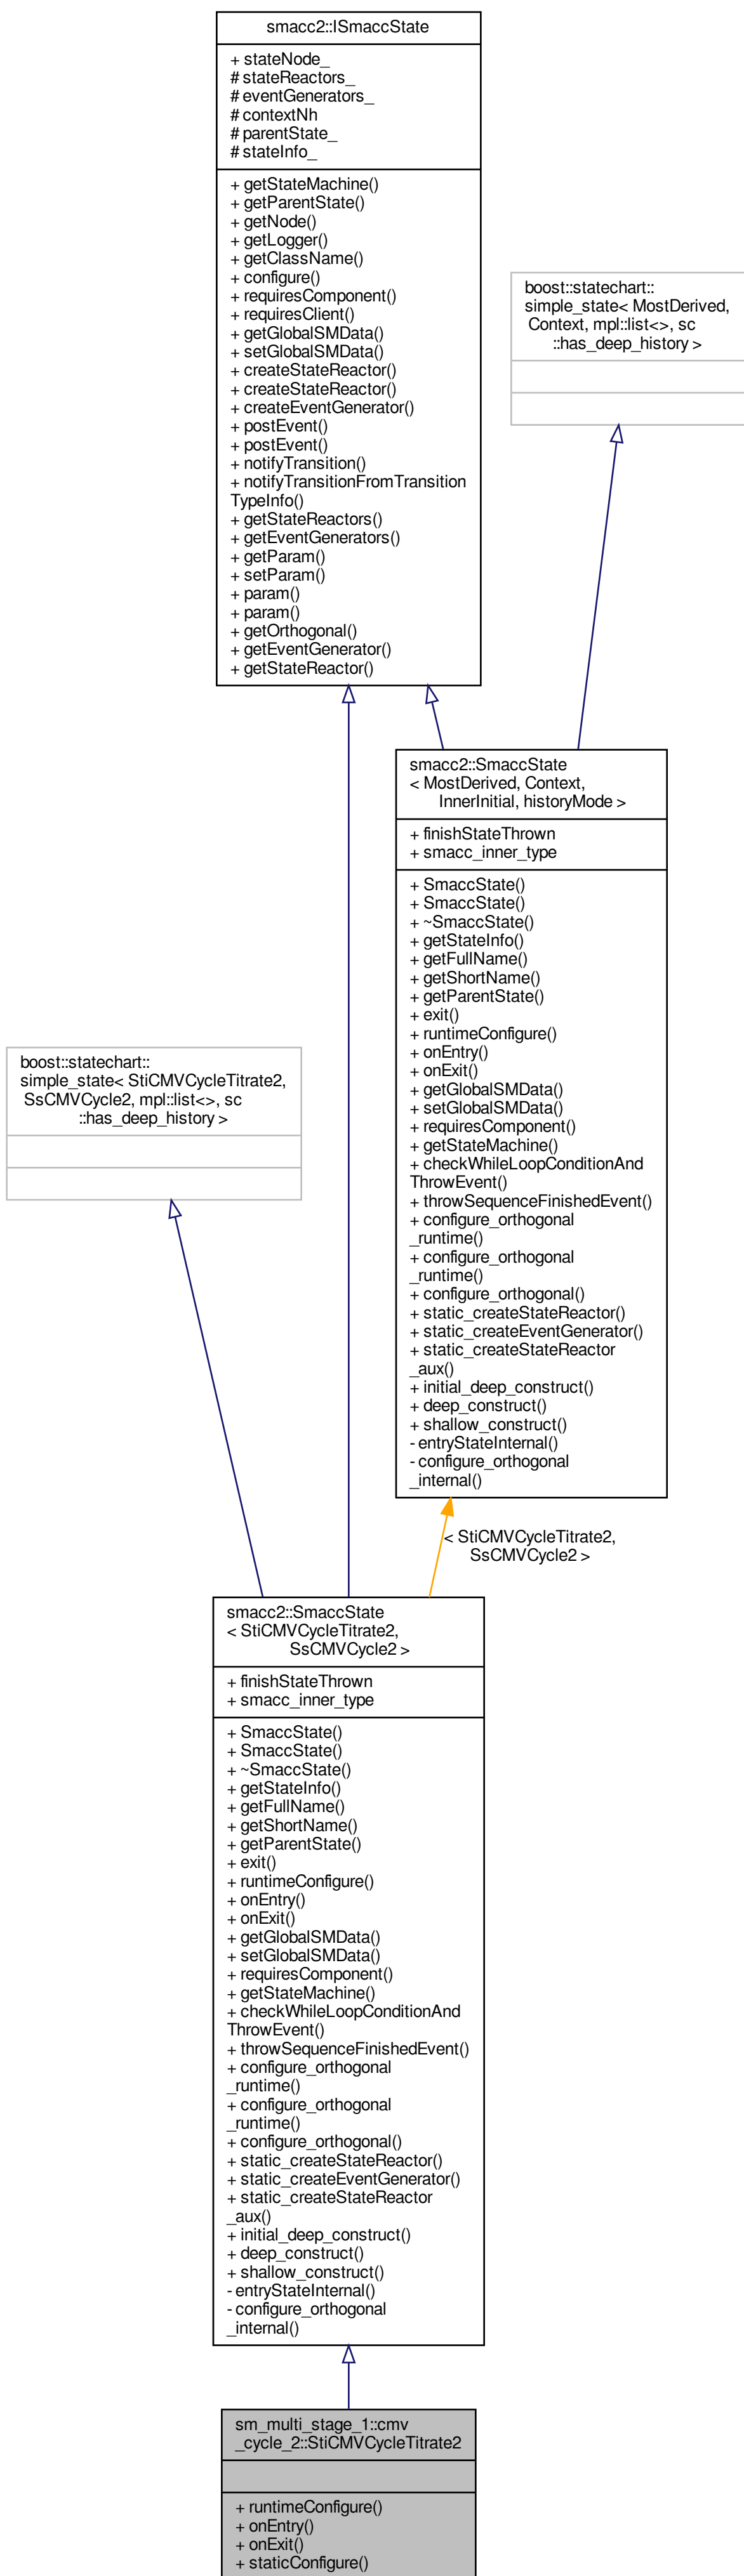 smacc2::ISmaccState
+ stateNode_
# stateReactors_
# eventGenerators_
# contextNh
# parentState_
# stateInfo_
+ getStateMachine()
+ getParentState()
+ getNode()
+ getLogger()
+ getClassName()
+ configure()
+ requiresComponent()
+ requiresClient()
+ getGlobalSMData()
+ setGlobalSMData()
+ createStateReactor()
+ createStateReactor()
+ createEventGenerator()
+ postEvent()
+ postEvent()
+ notifyTransition()
+ notifyTransitionFromTransition
TypeInfo()
+ getStateReactors()
+ getEventGenerators()
+ getParam()
+ setParam()
+ param()
+ param()
+ getOrthogonal()
+ getEventGenerator()
+ getStateReactor()
boost::statechart::
simple_state< MostDerived,
Context, mpl::list<>, sc
::has_deep_history >
smacc2::SmaccState
< MostDerived, Context,
InnerInitial, historyMode >
+ finishStateThrown
+ smacc_inner_type
+ SmaccState()
+ SmaccState()
+ ~SmaccState()
+ getStateInfo()
+ getFullName()
+ getShortName()
+ getParentState()
+ exit()
+ runtimeConfigure()
+ onEntry()
+ onExit()
+ getGlobalSMData()
+ setGlobalSMData()
+ requiresComponent()
+ getStateMachine()
+ checkWhileLoopConditionAnd
ThrowEvent()
+ throwSequenceFinishedEvent()
+ configure_orthogonal
_runtime()
+ configure_orthogonal
_runtime()
+ configure_orthogonal()
+ static_createStateReactor()
+ static_createEventGenerator()
+ static_createStateReactor
_aux()
+ initial_deep_construct()
+ deep_construct()
+ shallow_construct()
- entryStateInternal()
- configure_orthogonal
_internal()
boost::statechart::
simple_state< StiCMVCycleTitrate2,
SsCMVCycle2, mpl::list<>, sc
::has_deep_history >
< StiCMVCycleTitrate2,
SsCMVCycle2 >
smacc2::SmaccState
< StiCMVCycleTitrate2,
SsCMVCycle2 >
+ finishStateThrown
+ smacc_inner_type
+ SmaccState()
+ SmaccState()
+ ~SmaccState()
+ getStateInfo()
+ getFullName()
+ getShortName()
+ getParentState()
+ exit()
+ runtimeConfigure()
+ onEntry()
+ onExit()
+ getGlobalSMData()
+ setGlobalSMData()
+ requiresComponent()
+ getStateMachine()
+ checkWhileLoopConditionAnd
ThrowEvent()
+ throwSequenceFinishedEvent()
+ configure_orthogonal
_runtime()
+ configure_orthogonal
_runtime()
+ configure_orthogonal()
+ static_createStateReactor()
+ static_createEventGenerator()
+ static_createStateReactor
_aux()
+ initial_deep_construct()
+ deep_construct()
+ shallow_construct()
- entryStateInternal()
- configure_orthogonal
_internal()
sm_multi_stage_1::cmv
_cycle_2::StiCMVCycleTitrate2
+ runtimeConfigure()
+ onEntry()
+ onExit()
+ staticConfigure()